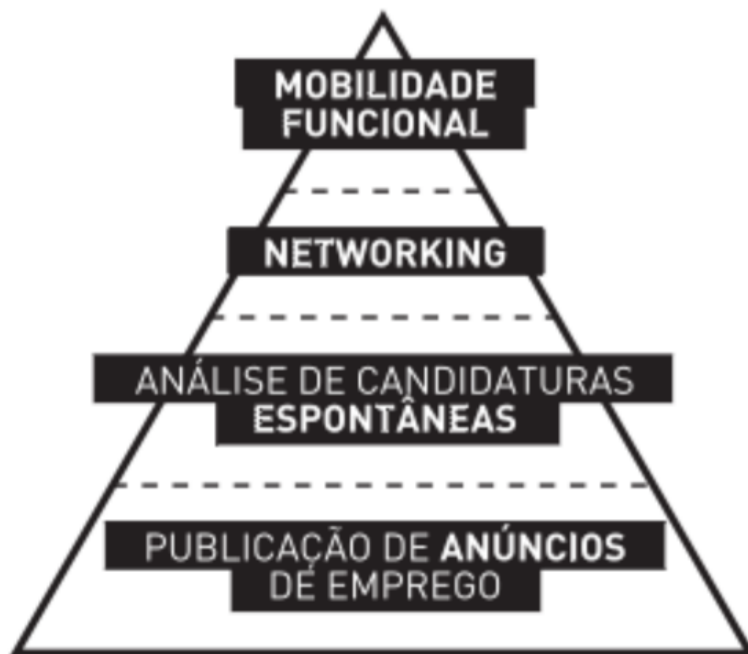 MOBILIDADE
FUNCIONAL
NETWORKING
ANÁLISE DE CANDIDATURAS
ESPONTÂNEAS
PUBLICAÇÃO DE ANÚNCIOS
DE EMPREGO